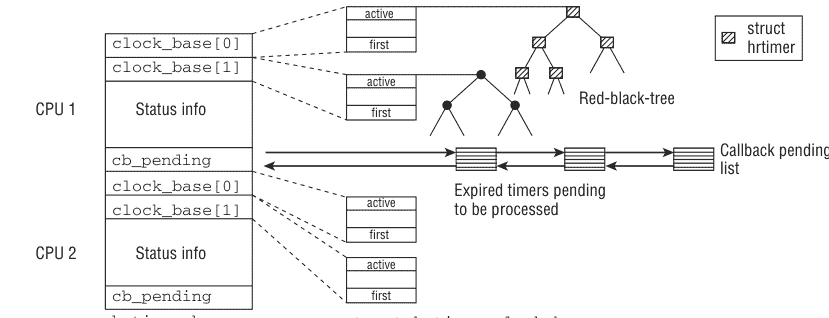 active
first
struct
hrtimer
clock_base[0]
clock_base[1]
CPU 1
Status info
active
first
Red-black-tree
cb_pending
Callback pending
list
Expired timers pending
to be processed
clock_base[0]
clock_base[1]
active
first
CPU 2
Status info
active
first
cb_pending